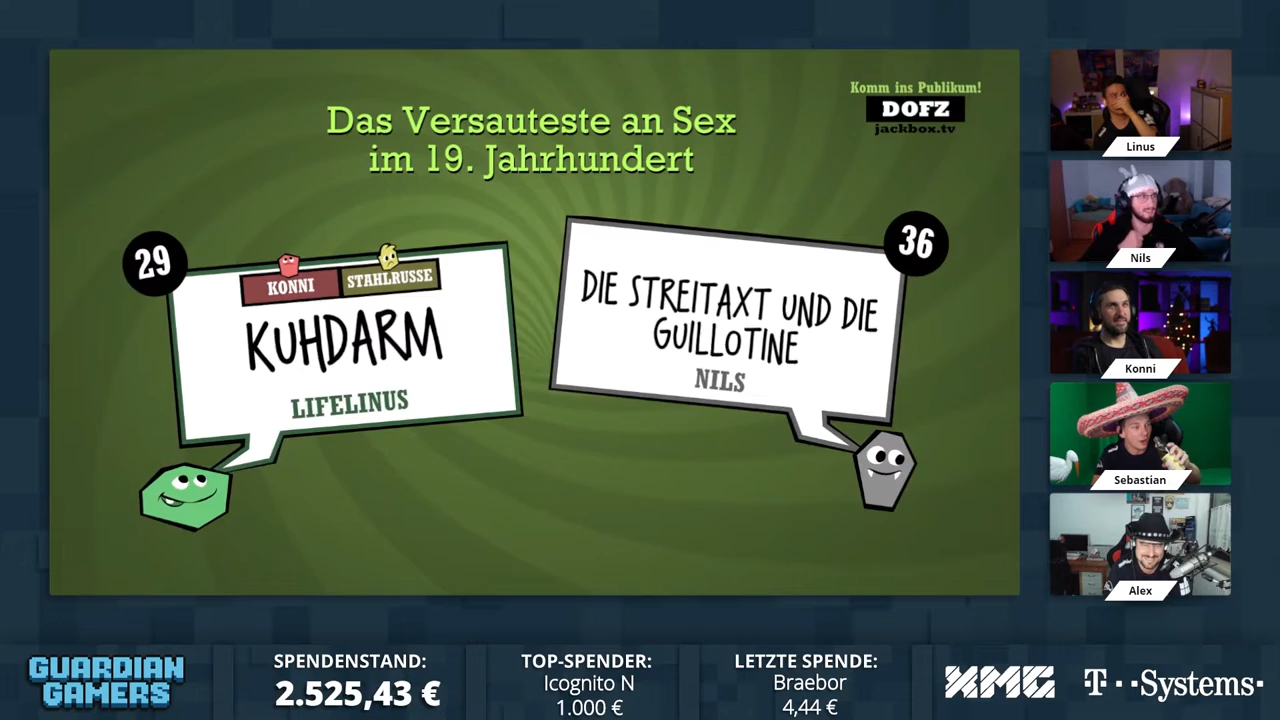 Komm ins Publikum!
DOFZ
jackbox.tv
Das Versauteste an Sex
im 19. Jahrhundert
29
KONNI
STAHLRUSSE
KUHDARM
LIFELINUS
36
DIE STREITAXT UND DIE
GUILLOTINE
NILS
Linus
Nils
Konni
Sebastian
Alex
GUARDIAN
GAMERS
SPENDENSTAND:
2.525,43 €
TOP-SPENDER:
Icognito N
1.000 €
LETZTE SPENDE:
Braebor
4,44 €
XMG
T··Systems·